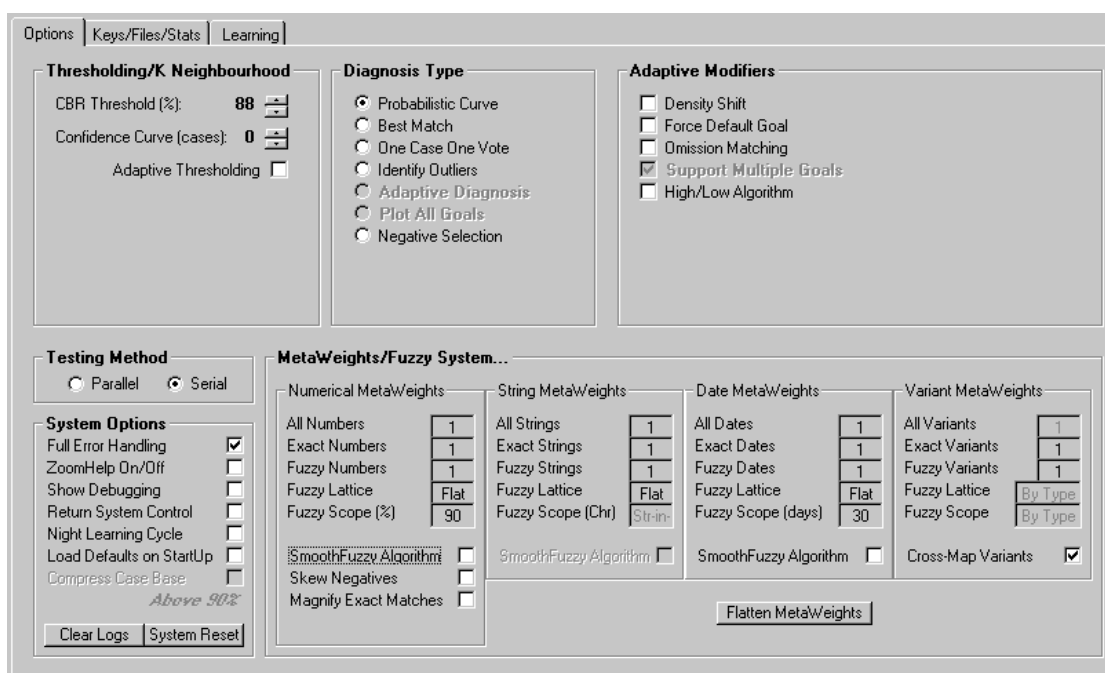 Options Keys/Files/Stats Learning
Thresholding/K Neighbourhood
CBR Threshold (%): 88
Confidence Curve (cases): 0
Adaptive Thresholding
Diagnosis Type
Probabilistic Curve
Best Match
One Case One Vote
Identify Outliers
Adaptive Diagnosis
Plot All Goals
Negative Selection
Adaptive Modifiers
Density Shift
Force Default Goal
Omission Matching
Support Multiple Goals
High/Low Algorithm
Testing Method
Parallel Serial
System Options
Full Error Handling
ZoomHelp On/Off
Show Debugging
Return System Control
Night Learning Cycle
Load Defaults on StartUp
Compress Case Base
Above 90%
Clear Logs System Reset
MetaWeights/Fuzzy System...
Numerical MetaWeights
All Numbers 1
Exact Numbers 1
Fuzzy Numbers 1
Fuzzy Lattice Flat
Fuzzy Scope (%) 90
SmoothFuzzy Algorithm
Skew Negatives
Magnify Exact Matches
String MetaWeights
All Strings 1
Exact Strings 1
Fuzzy Strings 1
Fuzzy Lattice Flat
Fuzzy Scope (Chr) Str-in-
SmoothFuzzy Algorithm
Date MetaWeights
All Dates 1
Exact Dates 1
Fuzzy Dates 1
Fuzzy Lattice Flat
Fuzzy Scope (days) 30
SmoothFuzzy Algorithm
Variant MetaWeights
All Variants 1
Exact Variants 1
Fuzzy Variants 1
Fuzzy Lattice By Type
Fuzzy Scope By Type
Cross-Map Variants
Flatten MetaWeights